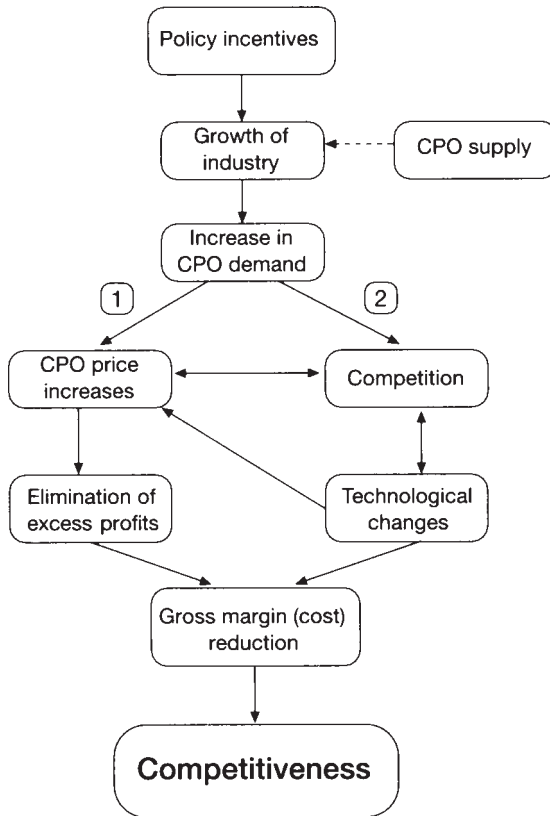 Policy incentives
Growth of
industry
CPO supply
Increase in
CPO demand
1
2
CPO price
increases
Competition
Elimination of
excess profits
Technological
changes
Gross margin (cost)
reduction
Competitiveness